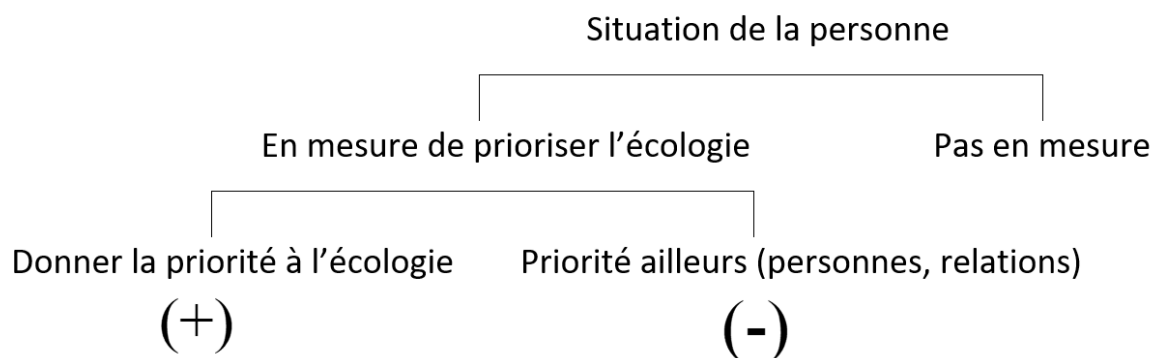 Situation de la personne
En mesure de prioriser l’écologie
Pas en mesure
Donner la priorité à l’écologie
Priorité ailleurs (personnes, relations)
(+)
(-)